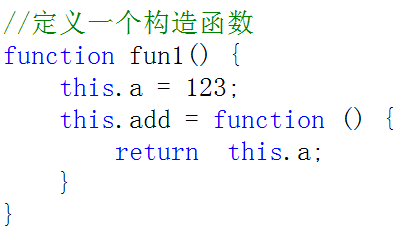 //定义一个构造函数
function fun1() {
    this.a = 123;
    this.add = function () {
        return  this.a;
    }
}